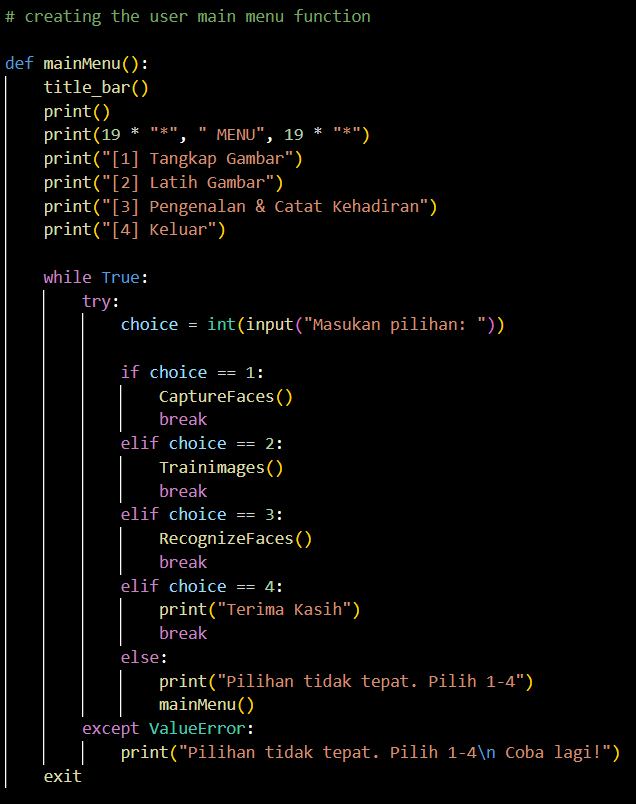 # creating the user main menu function
def mainMenu():
title_bar()
print()
print(19 * "*", " MENU", 19 * "*")
print("[1] Tangkap Gambar")
print("[2] Latih Gambar")
print("[3] Pengenalan & Catat Kehadiran")
print("[4] Keluar")
while True:
try:
choice = int(input("Masukan pilihan: "))
if choice == 1:
CaptureFaces()
break
elif choice == 2:
Trainimages()
break
elif choice == 3:
RecognizeFaces()
break
elif choice == 4:
print("Terima Kasih")
break
else:
print("Pilihan tidak tepat. Pilih 1-4")
mainMenu()
except ValueError:
print("Pilihan tidak tepat. Pilih 1-4\n Coba lagi!")
exit